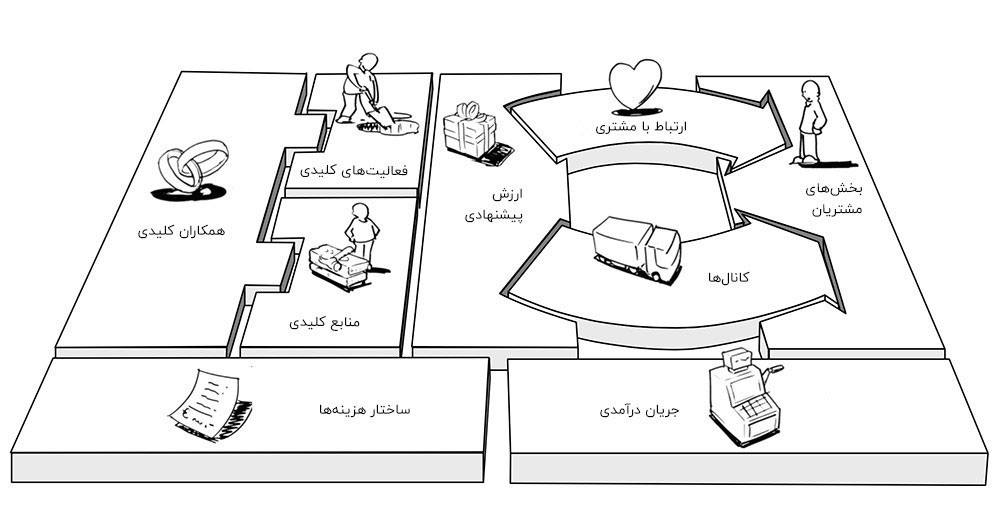 ارتباط با مشتری
بخش‌های
مشتریان
ارزش
پیشنهادی
فعالیت‌های کلیدی
همکاران کلیدی
کانال‌ها
منابع کلیدی
جریان درآمدی
ساختار هزینه‌ها